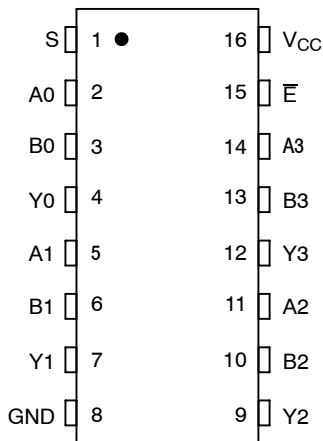 S 1 16 VCC
A0 2 15 E̅
B0 3 14 A3
Y0 4 13 B3
A1 5 12 Y3
B1 6 11 A2
Y1 7 10 B2
GND 8 9 Y2